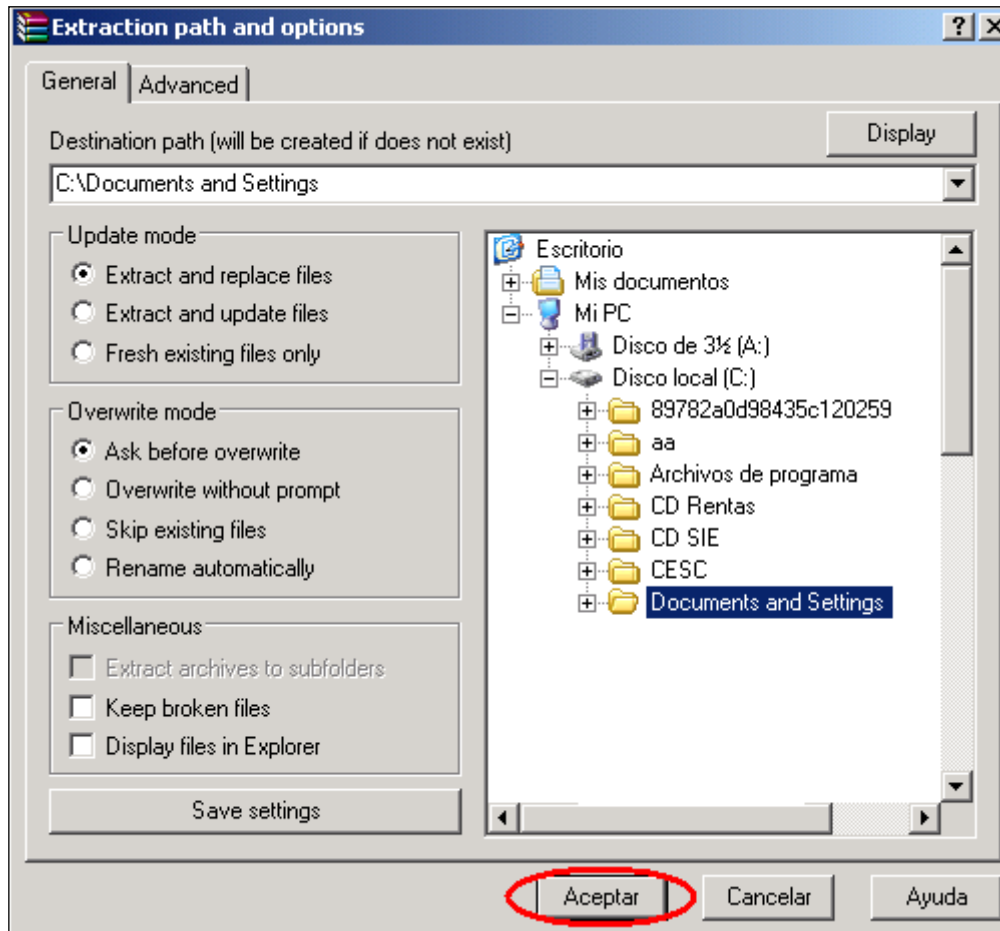 Extraction path and options
General
Advanced
Destination path (will be created if does not exist)
Display
C:\Documents and Settings
Update mode
Extract and replace files
Extract and update files
Fresh existing files only
Overwrite mode
Ask before overwrite
Overwrite without prompt
Skip existing files
Rename automatically
Miscellaneous
Extract archives to subfolders
Keep broken files
Display files in Explorer
Save settings
Escritorio
Mis documentos
Mi PC
Disco de 3½ (A:)
Disco local (C:)
89782a0d98435c120259
aa
Archivos de programa
CD Rentas
CD SIE
CESC
Documents and Settings
Aceptar
Cancelar
Ayuda